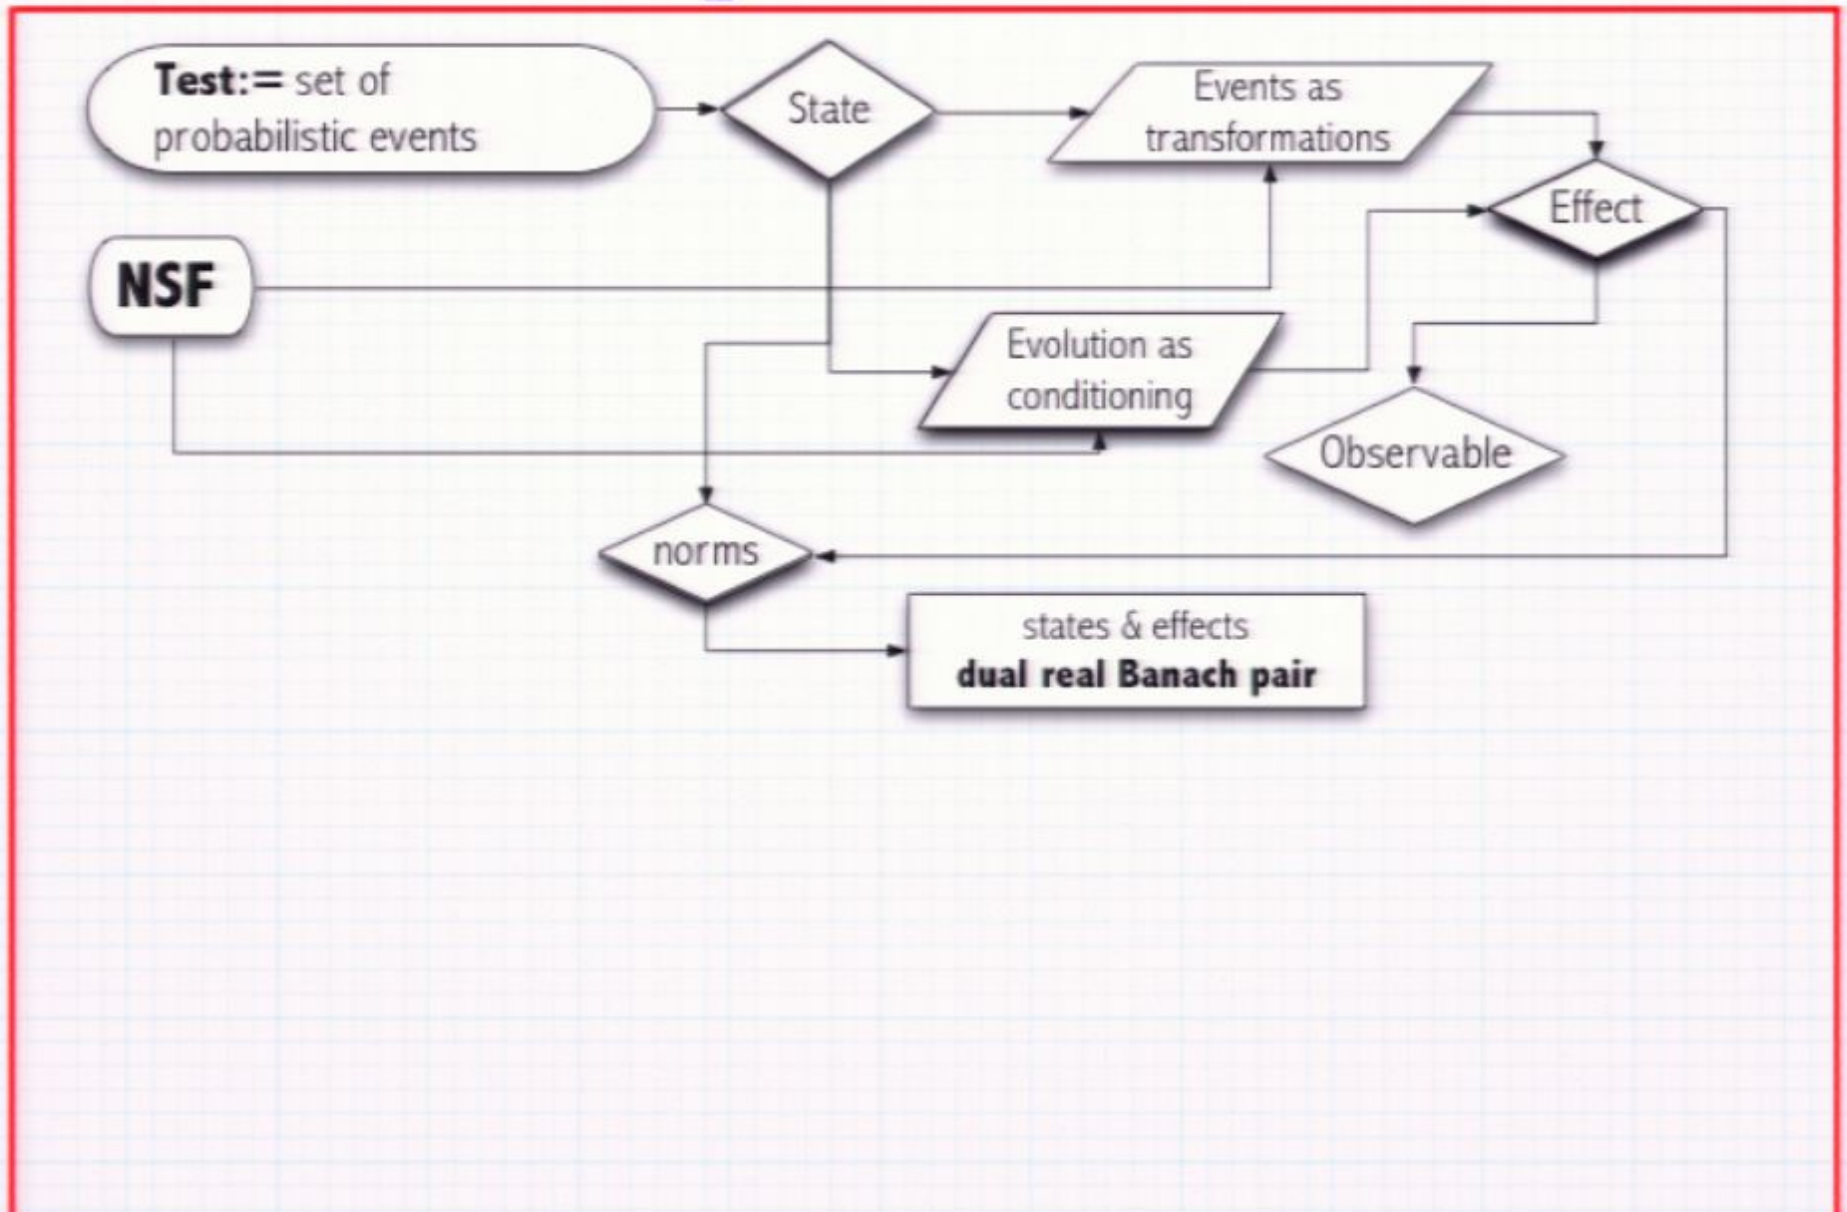 Test:= set of
probabilistic events
State
Events as
transformations
Effect
NSF
Evolution as
conditioning
Observable
norms
states & effects
dual real Banach pair